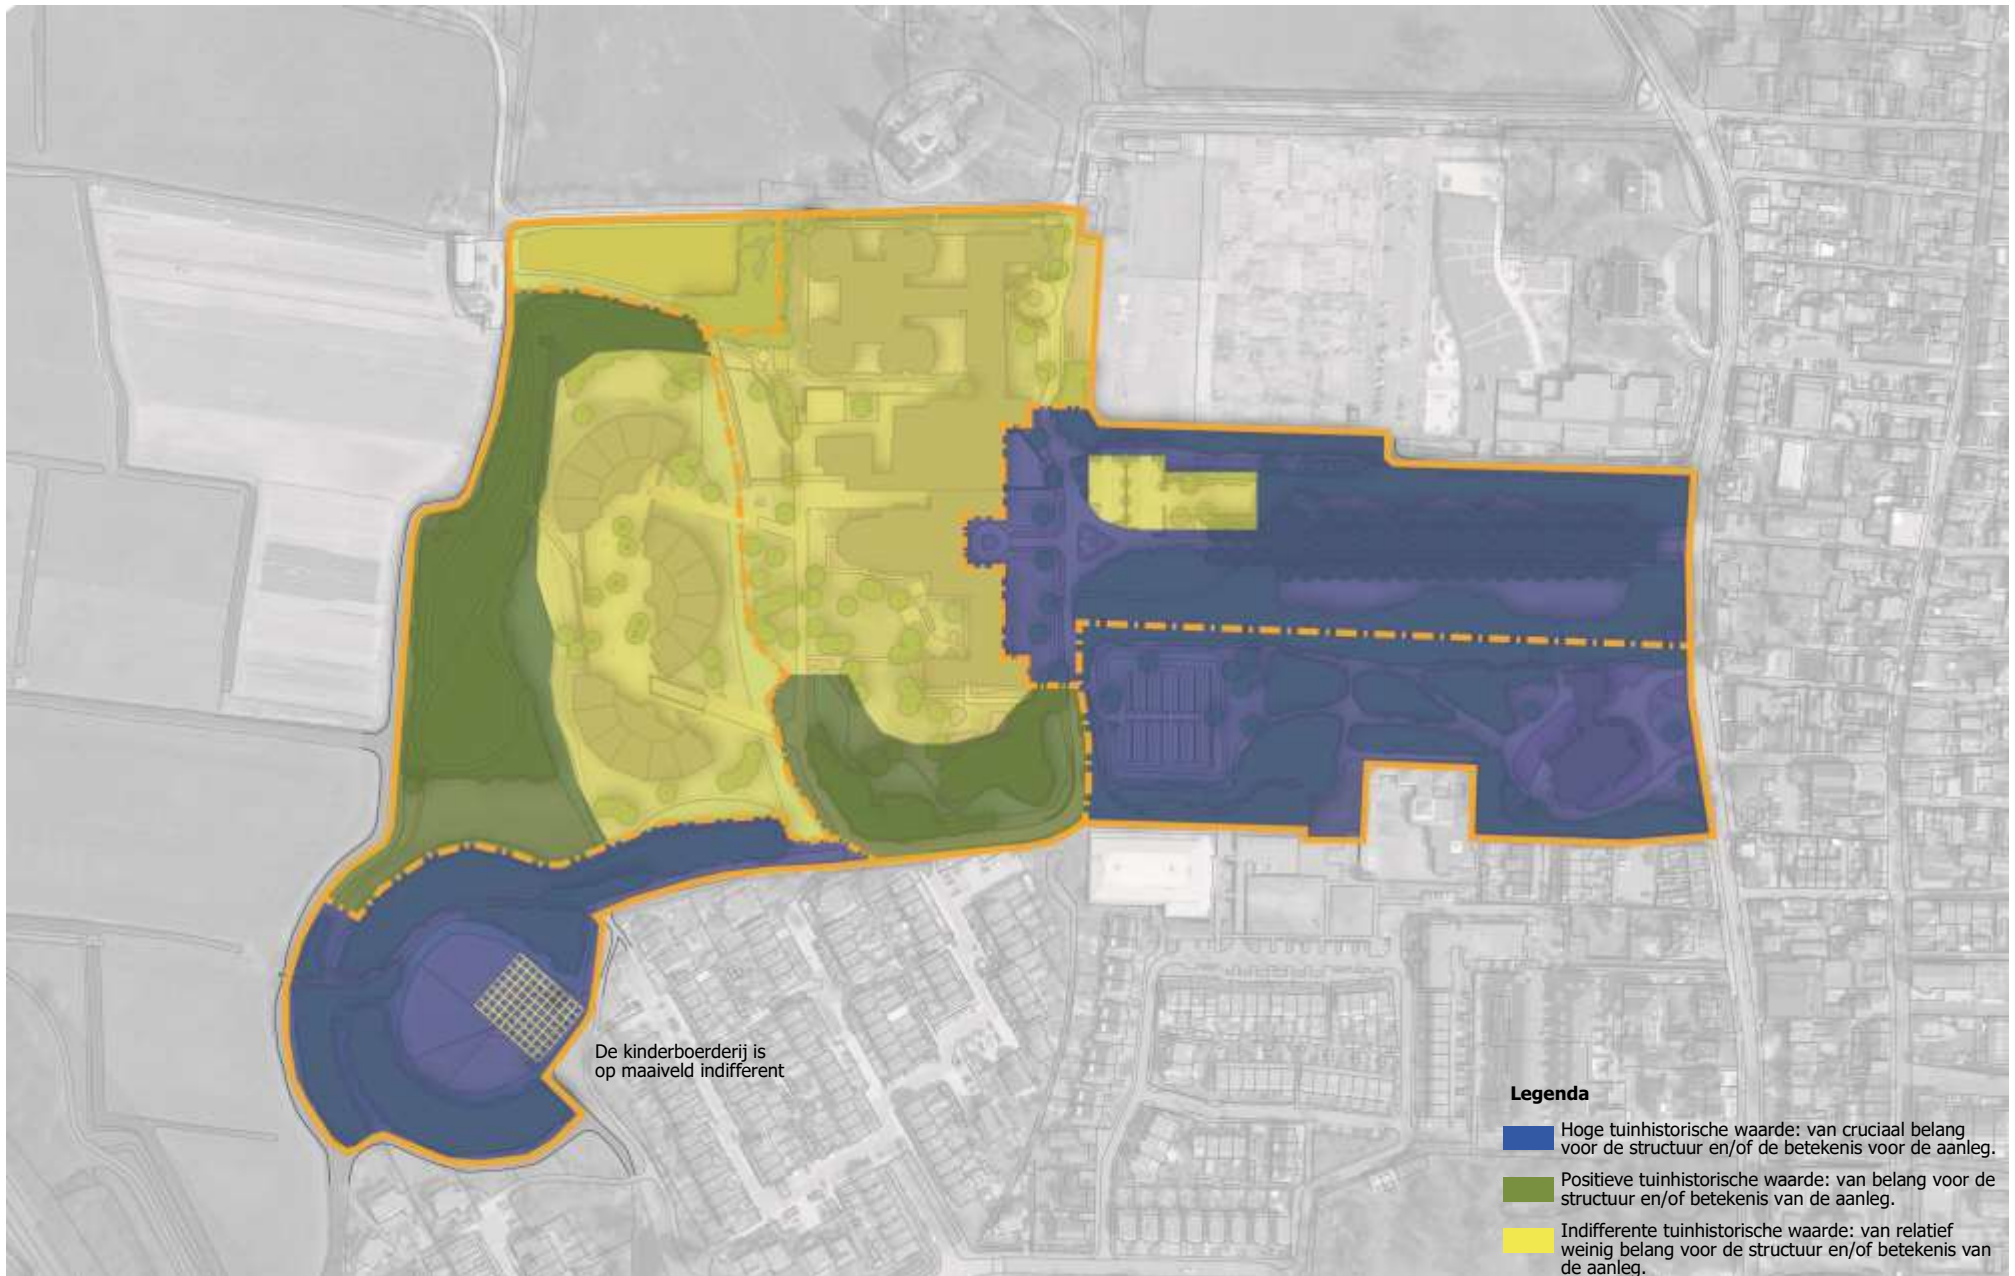 De kinderboerderij is
op maaiveld indifferent
Legenda
Hoge tuinhistorische waarde: van cruciaal belang
voor de structuur en/of de betekenis voor de aanleg.
Positieve tuinhistorische waarde: van belang voor de
structuur en/of betekenis van de aanleg.
Indifferente tuinhistorische waarde: van relatief
weinig belang voor de structuur en/of betekenis van
de aanleg.